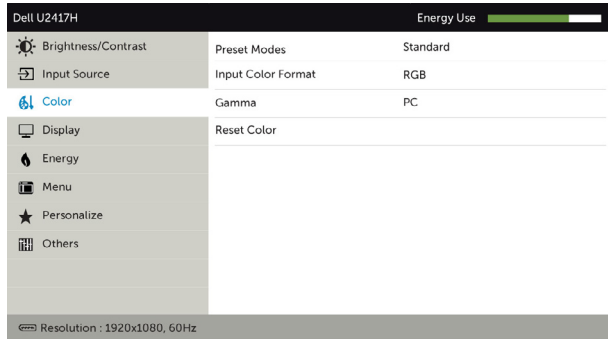 Dell U2417H Energy Use
Brightness/Contrast Preset Modes Standard
Input Source Input Color Format RGB
Color Gamma PC
Display Reset Color
Energy
Menu
Personalize
Others
Resolution : 1920x1080, 60Hz